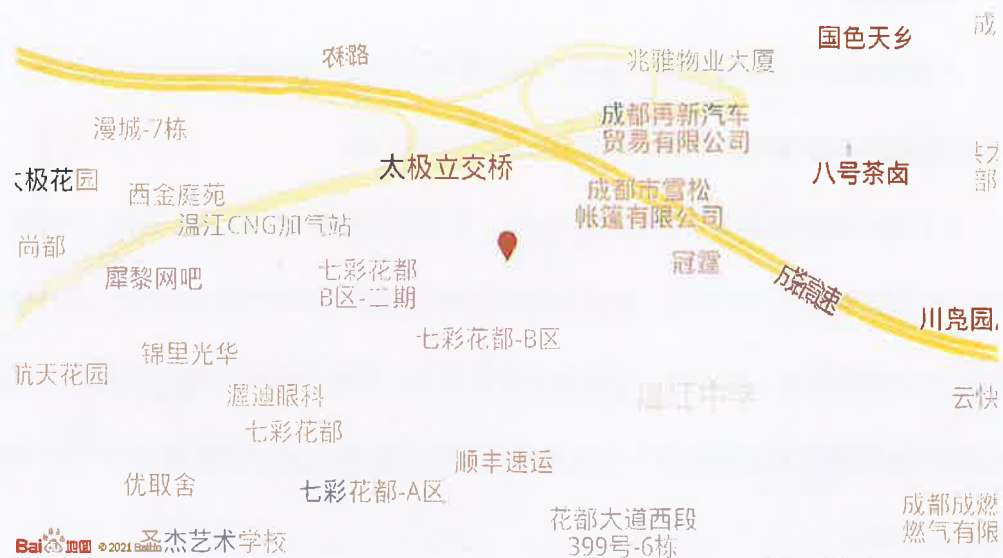 国色天乡
成
农科路
兆雅物业大厦
成都再新汽车
贸易有限公司
漫城-7栋
太极立交桥
八号茶卤
部
太极花园
西金庭苑
成都市雪松
帐篷有限公司
温江CNG加气站
尚都
犀黎网吧
七彩花都
B区-二期
冠霆
成名高速
川凫园
七彩花都-B区
锦里光华
航天花园
渥迪眼科
温江中学
云快
七彩花都
顺丰速运
优取舍
七彩花都-A区
花都大道西段
399号-6栋
成都成燃
燃气有限
Bai 地图 © 2021 Baidu
圣杰艺术学校